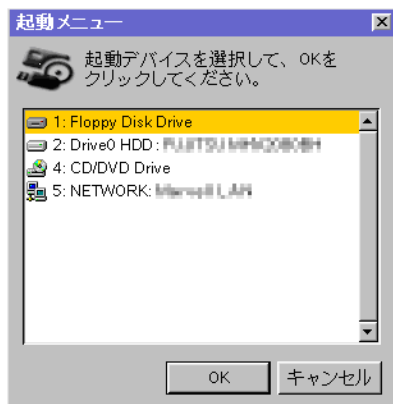 起動メニュー
起動デバイスを選択して、OKを
クリックしてください。
1: Floppy Disk Drive
2: Drive0 HDD :
4: CD/DVD Drive
5: NETWORK:
OK
キャンセル